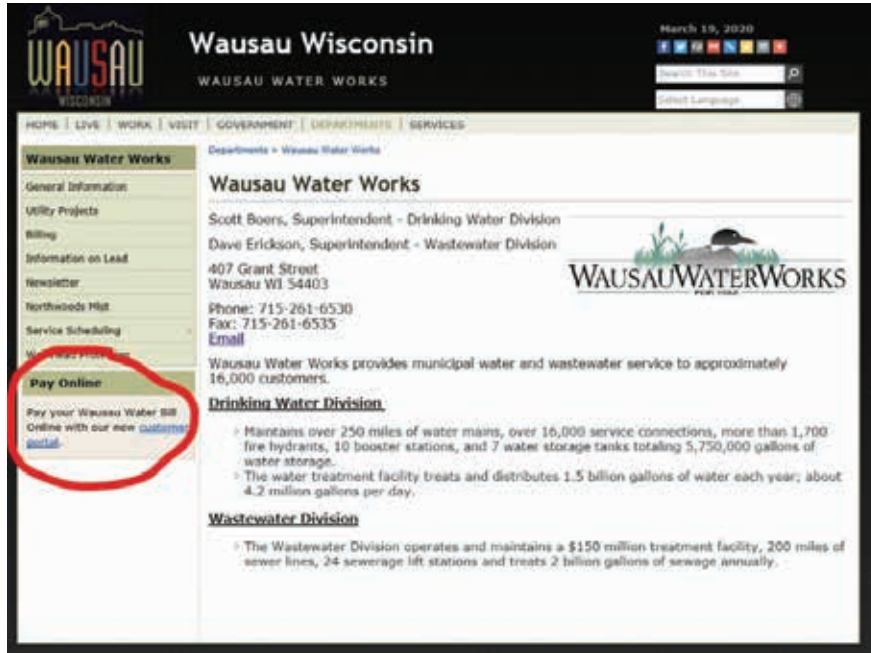 WAUSAU
WISCONSIN
Wausau Wisconsin
WAUSAU WATER WORKS
March 19, 2020
Search This Site
Select Language
HOME | LIVE | WORK | VISIT | GOVERNMENT | DEPARTMENTS | SERVICES
Wausau Water Works
General Information
Utility Projects
Billing
Information on Lead
Newsletter
Northwoods Mist
Service Scheduling
Pay Online
Pay your Wausau Water Bill
Online with our new customer
portal.
Departments > Wausau Water Works
Wausau Water Works
Scott Boers, Superintendent - Drinking Water Division
Dave Erickson, Superintendent - Wastewater Division
407 Grant Street
Wausau WI 54403
Phone: 715-261-6530
Fax: 715-261-6535
Email
WAUSAUWATERWORKS
Wausau Water Works provides municipal water and wastewater service to approximately
16,000 customers.
Drinking Water Division
Maintains over 250 miles of water mains, over 16,000 service connections, more than 1,700
fire hydrants, 10 booster stations, and 7 water storage tanks totaling 5,750,000 gallons of
water storage.
The water treatment facility treats and distributes 1.5 billion gallons of water each year; about
4.2 million gallons per day.
Wastewater Division
The Wastewater Division operates and maintains a $150 million treatment facility, 200 miles of
sewer lines, 24 sewerage lift stations and treats 2 billion gallons of sewage annually.